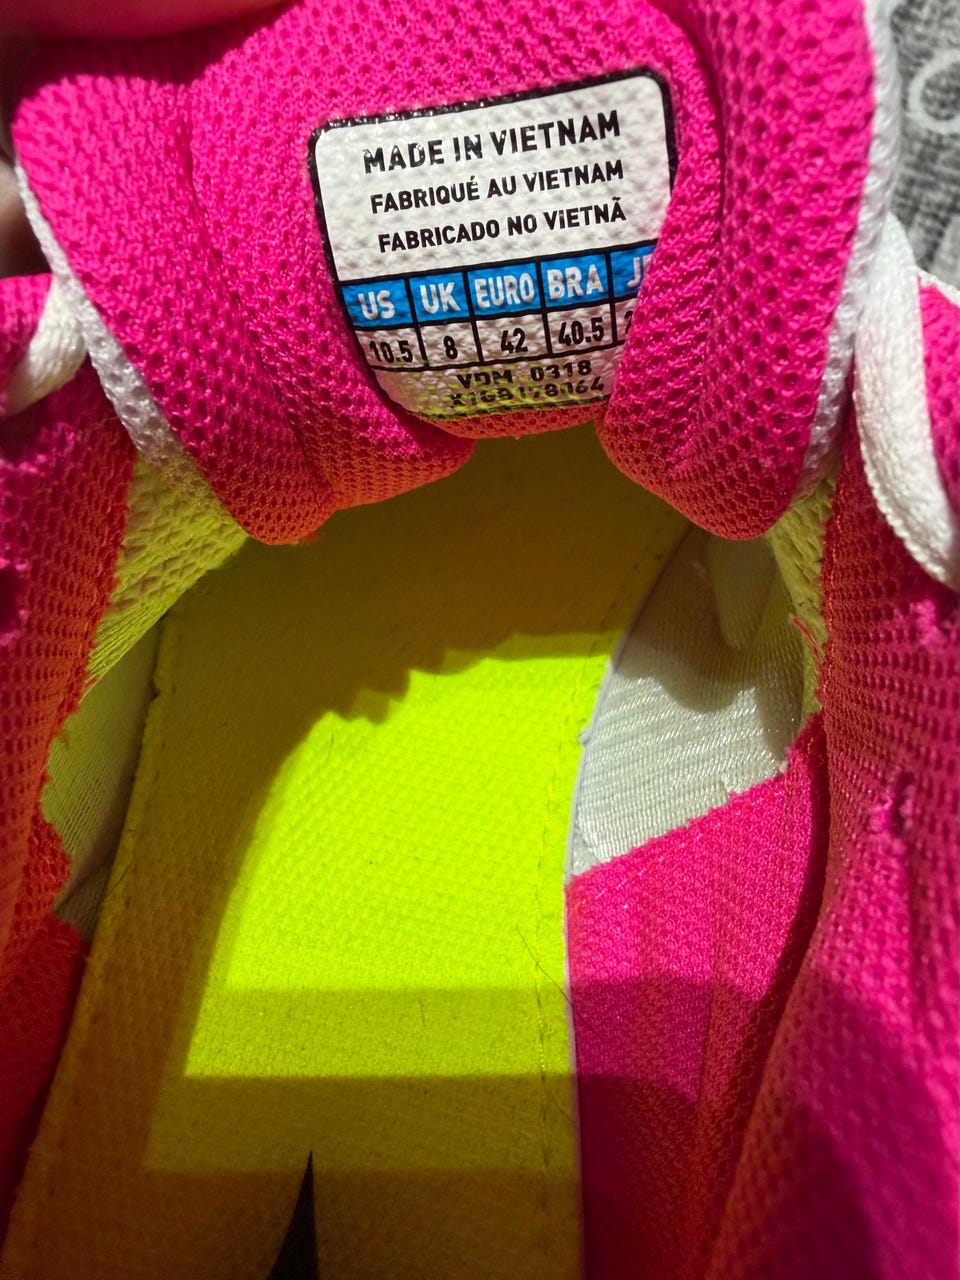 MADE IN VIETNAM
FABRIQUÉ AU VIETNAM
FABRICADO NO VIETNÃ
US UK EURO BRA
10.5 8 42 40.5
VDM 0318